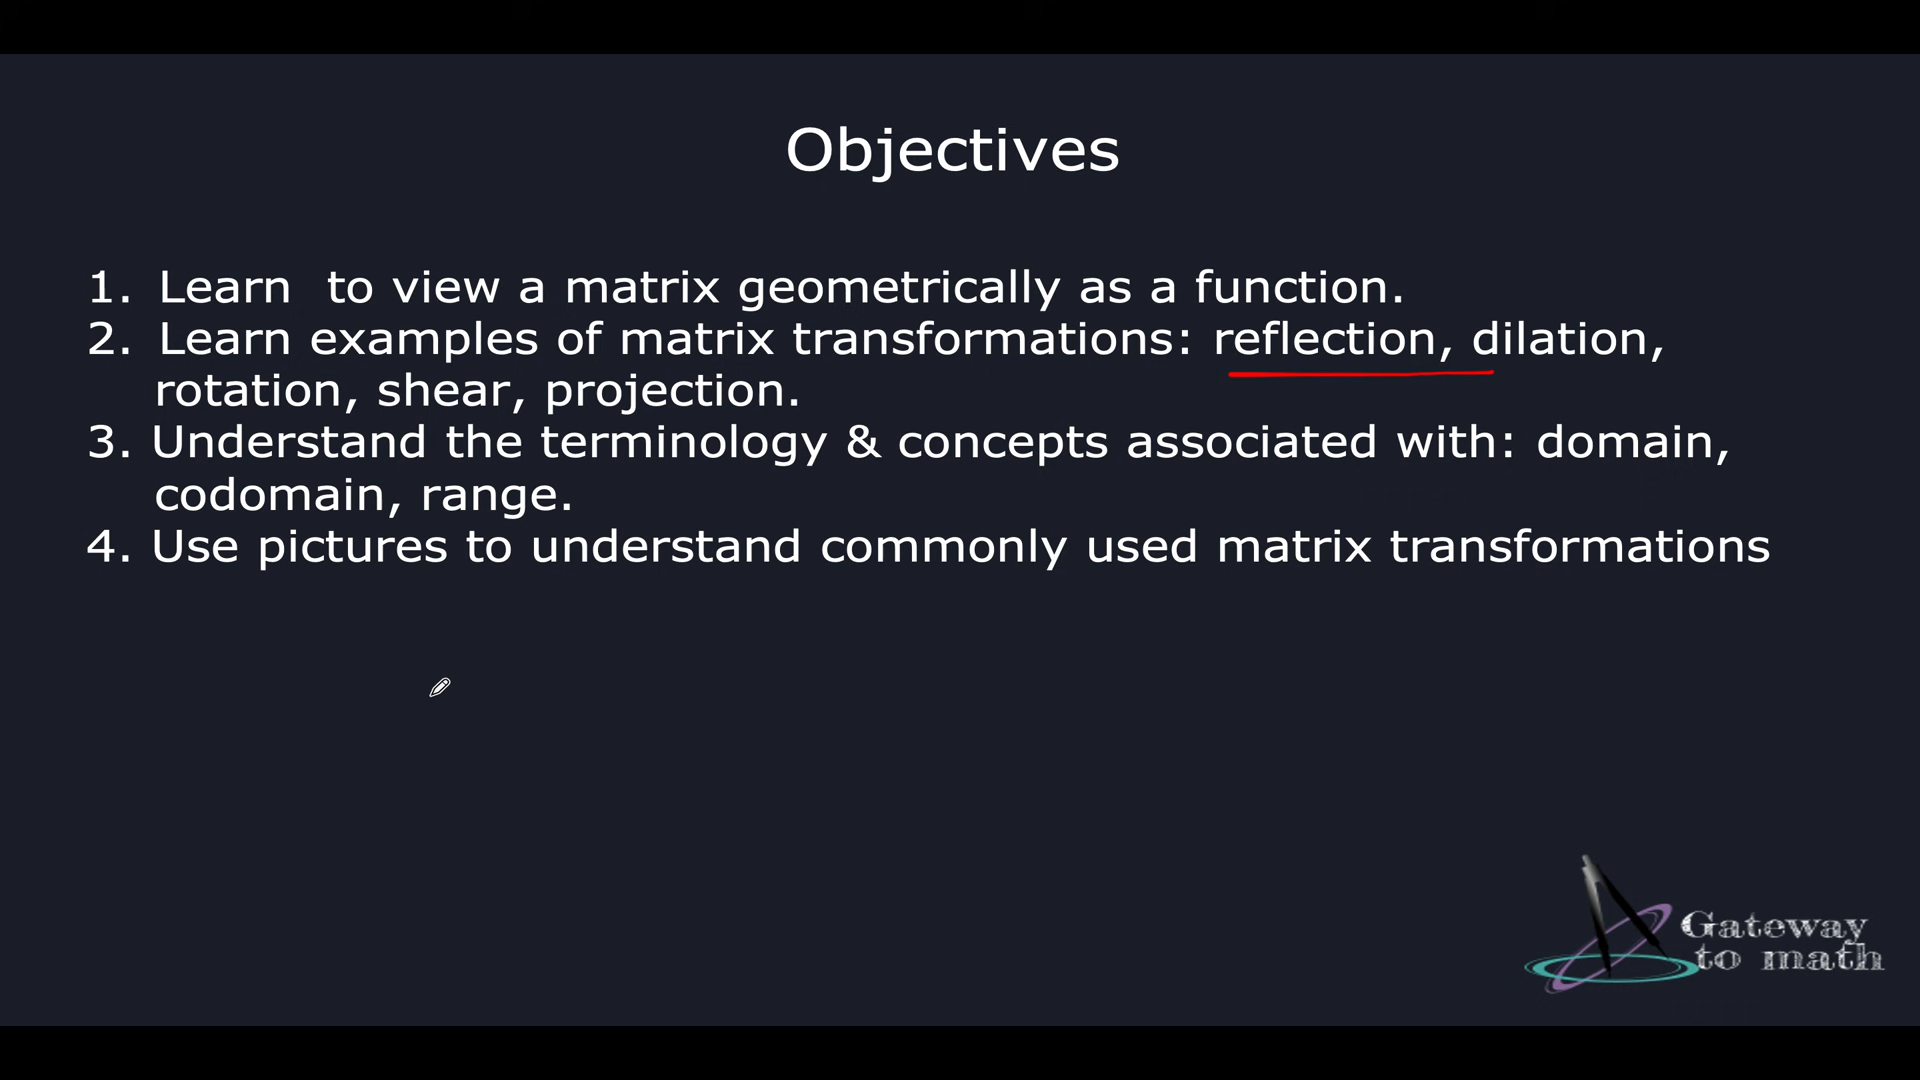 Objectives
1. Learn  to view a matrix geometrically as a function.
2. Learn examples of matrix transformations: reflection, dilation,
rotation, shear, projection.
3. Understand the terminology & concepts associated with: domain,
codomain, range.
4. Use pictures to understand commonly used matrix transformations
Gateway
to math